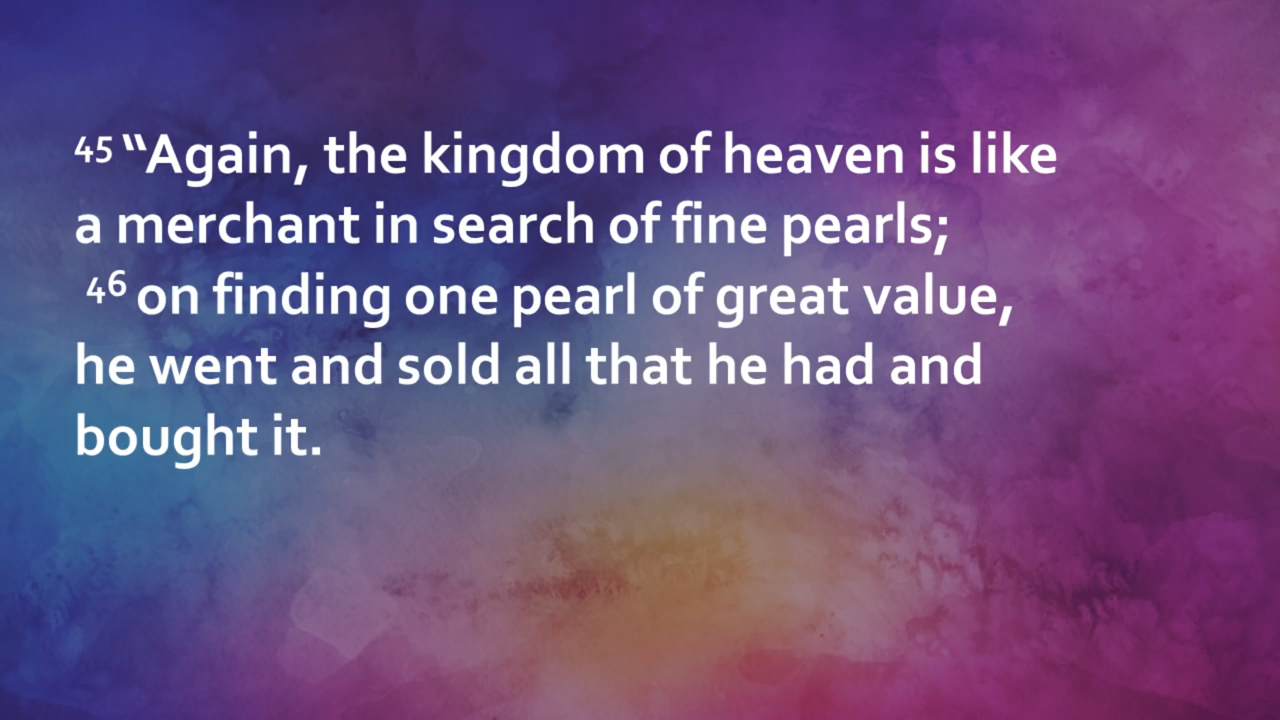 45 “Again, the kingdom of heaven is like
a merchant in search of fine pearls;
46 on finding one pearl of great value,
he went and sold all that he had and
bought it.